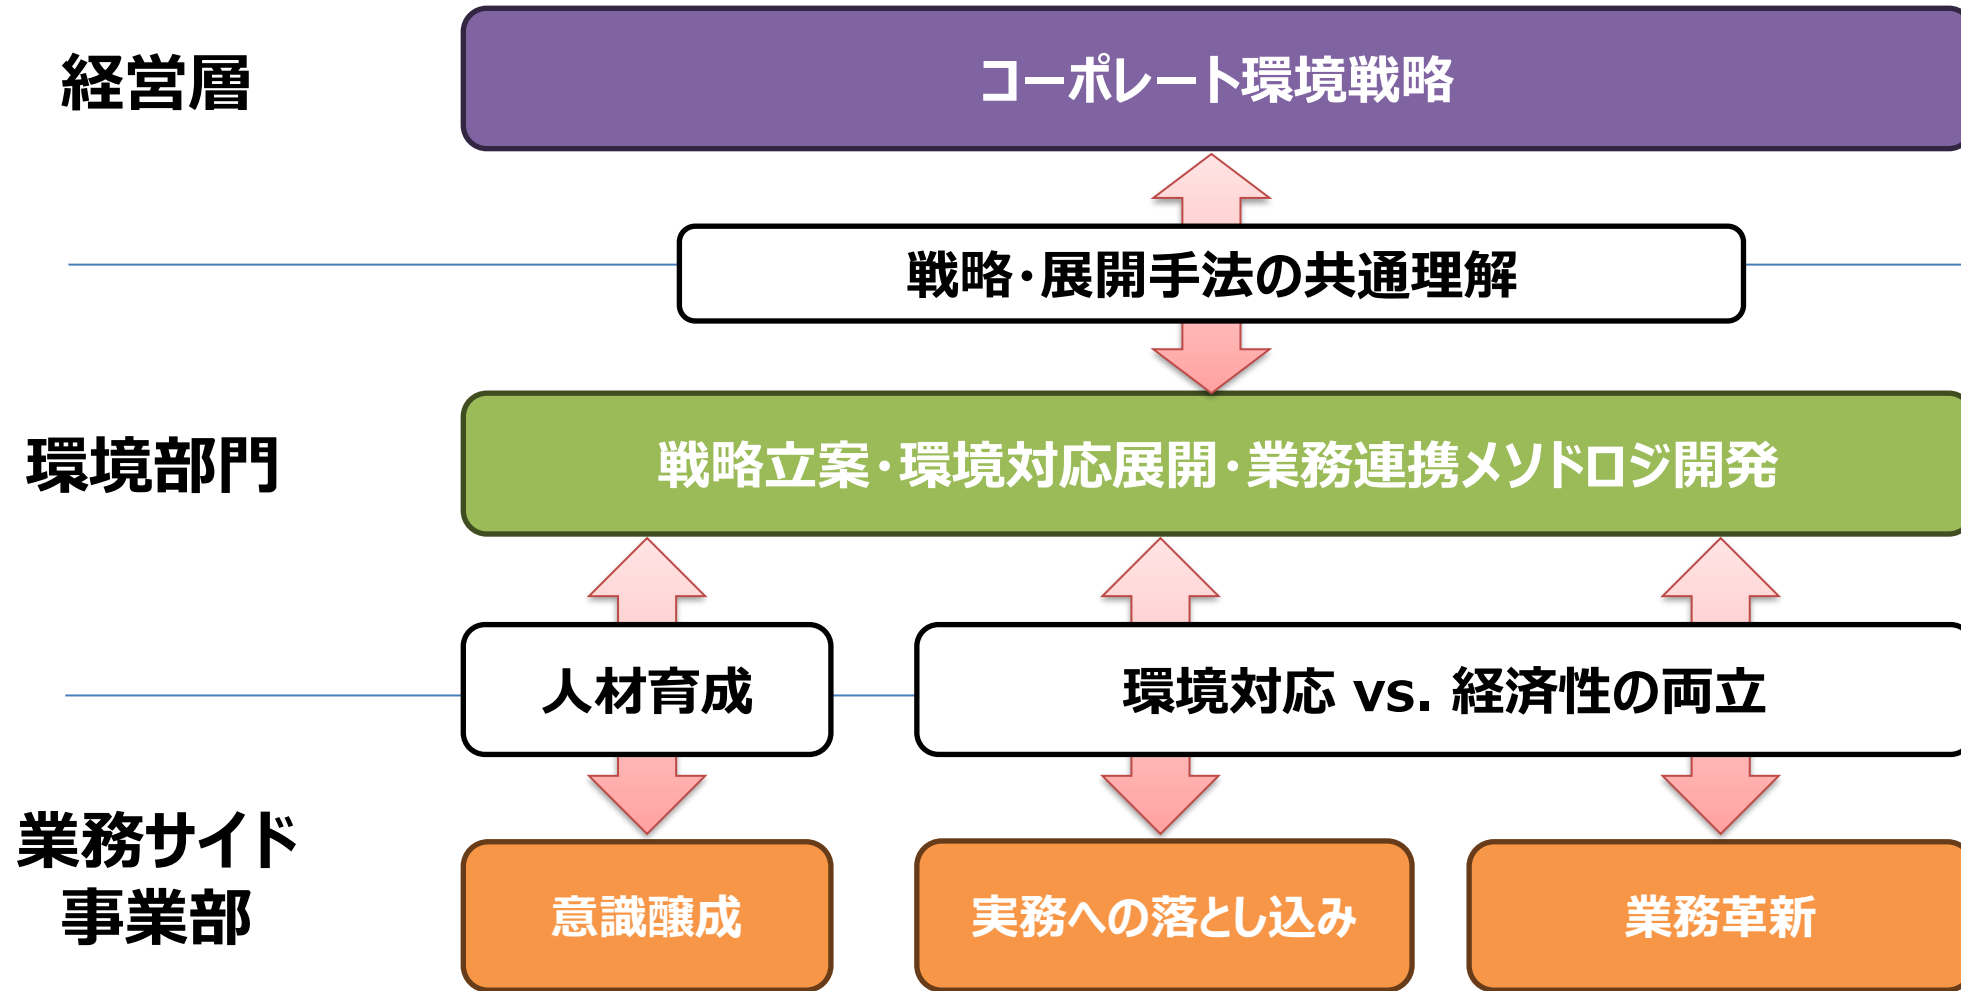 経営層
コーポレート環境戦略
戦略・展開手法の共通理解
環境部門
戦略立案・環境対応展開・業務連携メソドロジ開発
人材育成
環境対応 vs. 経済性の両立
業務サイド
事業部
意識醸成
実務への落とし込み
業務革新